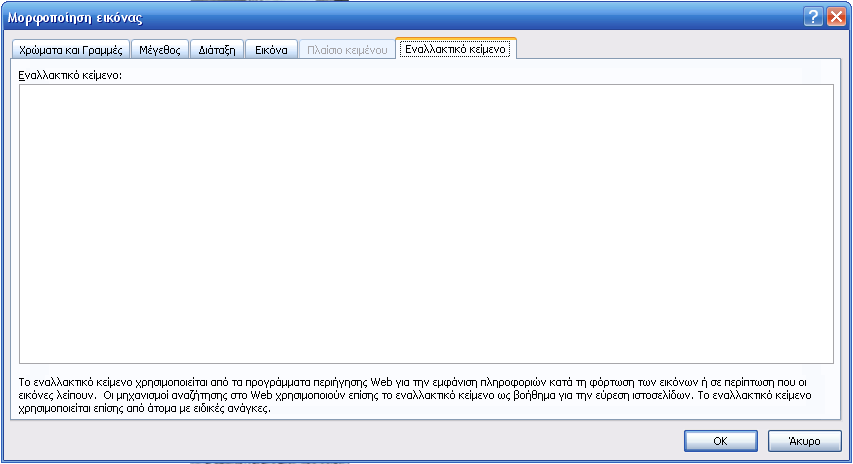 Μορφοποίηση εικόνας
Χρώματα και Γραμμές Μέγεθος Διάταξη Εικόνα Πλαίσιο κειμένου Εναλλακτικό κείμενο
Εναλλακτικό κείμενο:
Το εναλλακτικό κείμενο χρησιμοποιείται από τα προγράμματα περιήγησης Web για την εμφάνιση πληροφοριών κατά τη φόρτωση των εικόνων ή σε περίπτωση που οι
εικόνες λείπουν. Οι μηχανισμοί αναζήτησης στο Web χρησιμοποιούν επίσης το εναλλακτικό κείμενο ως βοήθημα για την εύρεση ιστοσελίδων. Το εναλλακτικό κείμενο
χρησιμοποιείται επίσης από άτομα με ειδικές ανάγκες.
OK Άκυρο